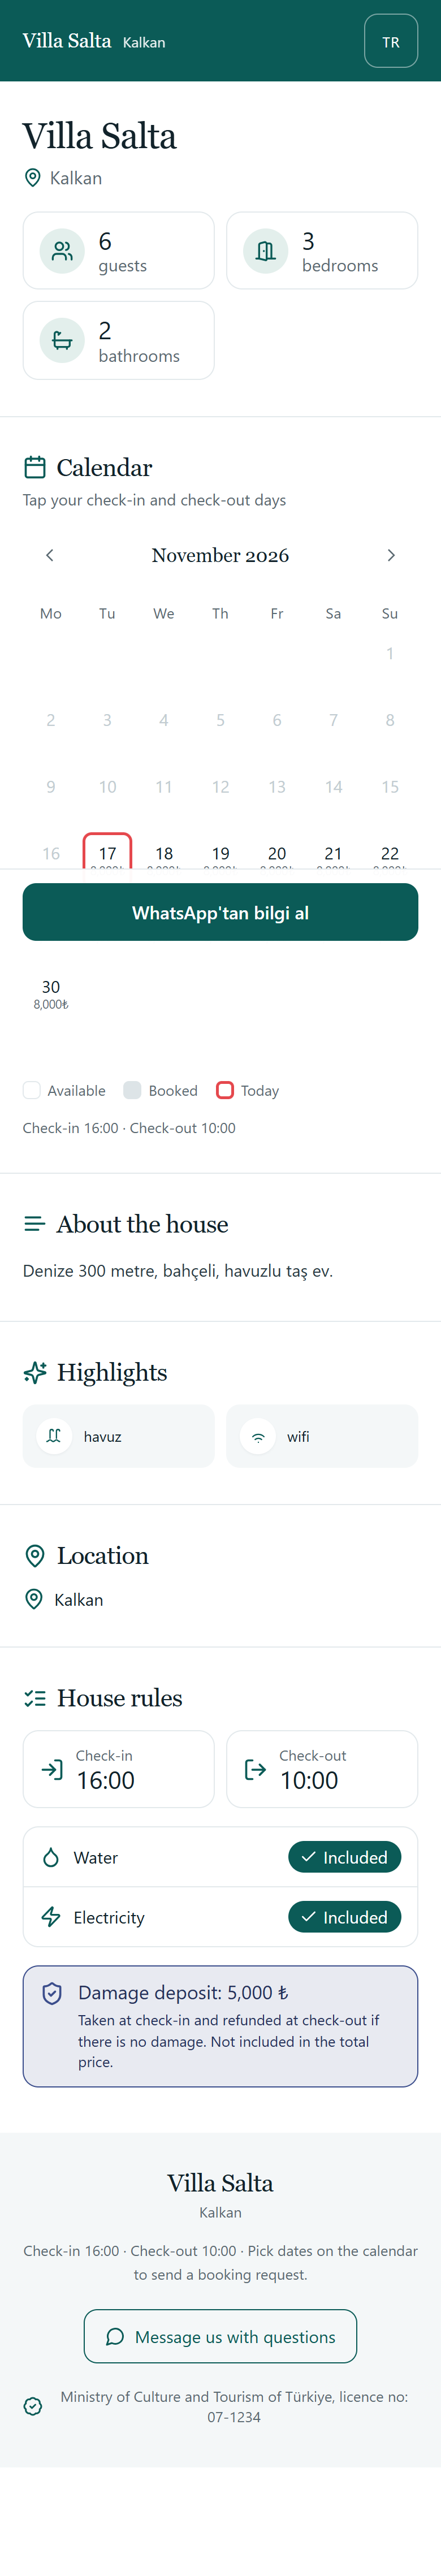 Villa Salta Kalkan TR
Villa Salta
Kalkan
6
guests
3
bedrooms
2
bathrooms
Calendar
Tap your check-in and check-out days
November 2026
Mo Tu We Th Fr Sa Su
1
2 3 4 5 6 7 8
9 10 11 12 13 14 15
16 17 18 19 20 21 22
WhatsApp'tan bilgi al
30
8,000₺
Available Booked Today
Check-in 16:00 · Check-out 10:00
About the house
Denize 300 metre, bahçeli, havuzlu taş ev.
Highlights
havuz wifi
Location
Kalkan
House rules
Check-in
16:00
Check-out
10:00
Water Included
Electricity Included
Damage deposit: 5,000 ₺
Taken at check-in and refunded at check-out if
there is no damage. Not included in the total
price.
Villa Salta
Kalkan
Check-in 16:00 · Check-out 10:00 · Pick dates on the calendar
to send a booking request.
Message us with questions
Ministry of Culture and Tourism of Türkiye, licence no:
07-1234